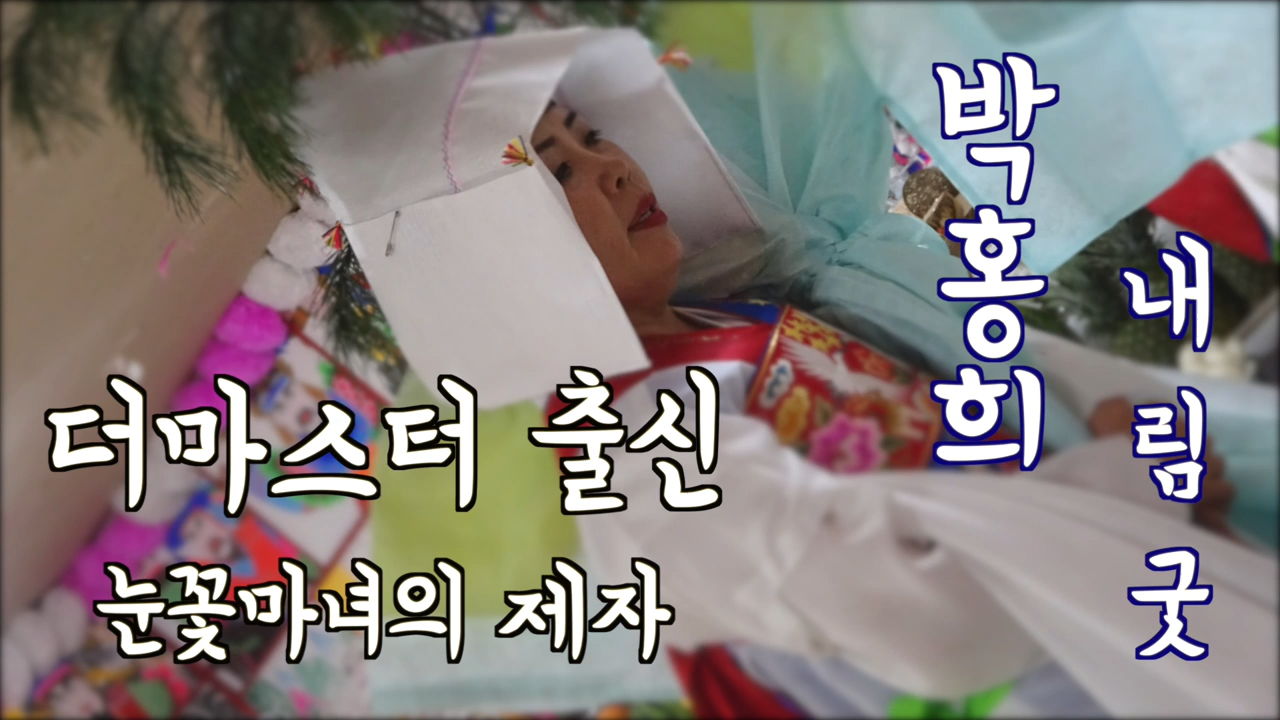 박홍희
내림굿
더마스터 출신
눈꽃마녀의 제자